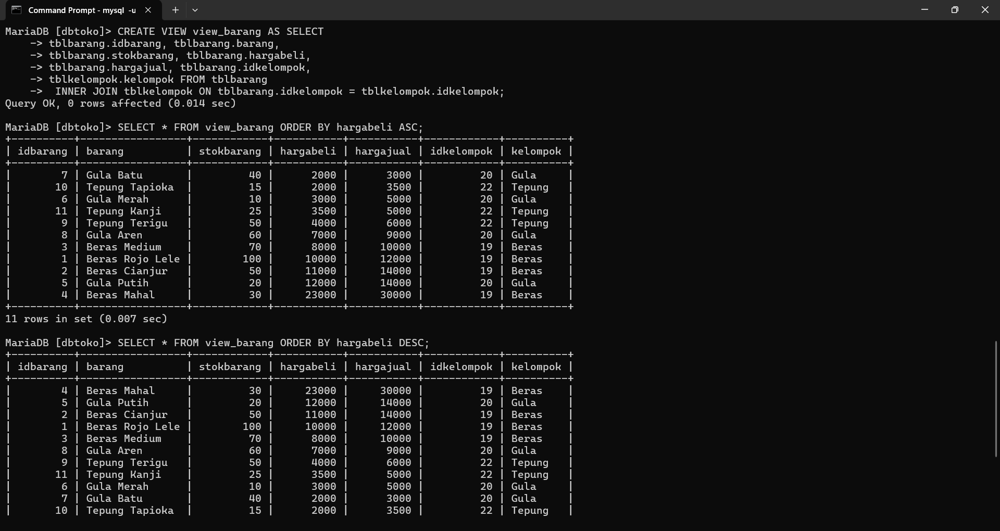 Command Prompt - mysql -u
MariaDB [dbtoko]> CREATE VIEW view_barang AS SELECT
    -> tblbarang.idbarang, tblbarang.barang,
    -> tblbarang.stokbarang, tblbarang.hargabeli,
    -> tblbarang.hargajual, tblbarang.idkelompok,
    -> tblkelompok.kelompok FROM tblbarang
    ->  INNER JOIN tblkelompok ON tblbarang.idkelompok = tblkelompok.idkelompok;
Query OK, 0 rows affected (0.014 sec)

MariaDB [dbtoko]> SELECT * FROM view_barang ORDER BY hargabeli ASC;
+----------+-----------------+------------+-----------+-----------+------------+----------+
| idbarang | barang          | stokbarang | hargabeli | hargajual | idkelompok | kelompok |
+----------+-----------------+------------+-----------+-----------+------------+----------+
|        7 | Gula Batu       |         40 |      2000 |      3000 |         20 | Gula     |
|       10 | Tepung Tapioka  |         15 |      2000 |      3500 |         22 | Tepung   |
|        6 | Gula Merah      |         10 |      3000 |      5000 |         20 | Gula     |
|       11 | Tepung Kanji    |         25 |      3500 |      5000 |         22 | Tepung   |
|        9 | Tepung Terigu   |         50 |      4000 |      6000 |         22 | Tepung   |
|        8 | Gula Aren       |         60 |      7000 |      9000 |         20 | Gula     |
|        3 | Beras Medium    |         70 |      8000 |     10000 |         19 | Beras    |
|        1 | Beras Rojo Lele |        100 |     10000 |     12000 |         19 | Beras    |
|        2 | Beras Cianjur   |         50 |     11000 |     14000 |         19 | Beras    |
|        5 | Gula Putih      |         20 |     12000 |     14000 |         20 | Gula     |
|        4 | Beras Mahal     |         30 |     23000 |     30000 |         19 | Beras    |
+----------+-----------------+------------+-----------+-----------+------------+----------+
11 rows in set (0.007 sec)

MariaDB [dbtoko]> SELECT * FROM view_barang ORDER BY hargabeli DESC;
+----------+-----------------+------------+-----------+-----------+------------+----------+
| idbarang | barang          | stokbarang | hargabeli | hargajual | idkelompok | kelompok |
+----------+-----------------+------------+-----------+-----------+------------+----------+
|        4 | Beras Mahal     |         30 |     23000 |     30000 |         19 | Beras    |
|        5 | Gula Putih      |         20 |     12000 |     14000 |         20 | Gula     |
|        2 | Beras Cianjur   |         50 |     11000 |     14000 |         19 | Beras    |
|        1 | Beras Rojo Lele |        100 |     10000 |     12000 |         19 | Beras    |
|        3 | Beras Medium    |         70 |      8000 |     10000 |         19 | Beras    |
|        8 | Gula Aren       |         60 |      7000 |      9000 |         20 | Gula     |
|        9 | Tepung Terigu   |         50 |      4000 |      6000 |         22 | Tepung   |
|       11 | Tepung Kanji    |         25 |      3500 |      5000 |         22 | Tepung   |
|        6 | Gula Merah      |         10 |      3000 |      5000 |         20 | Gula     |
|        7 | Gula Batu       |         40 |      2000 |      3000 |         20 | Gula     |
|       10 | Tepung Tapioka  |         15 |      2000 |      3500 |         22 | Tepung   |